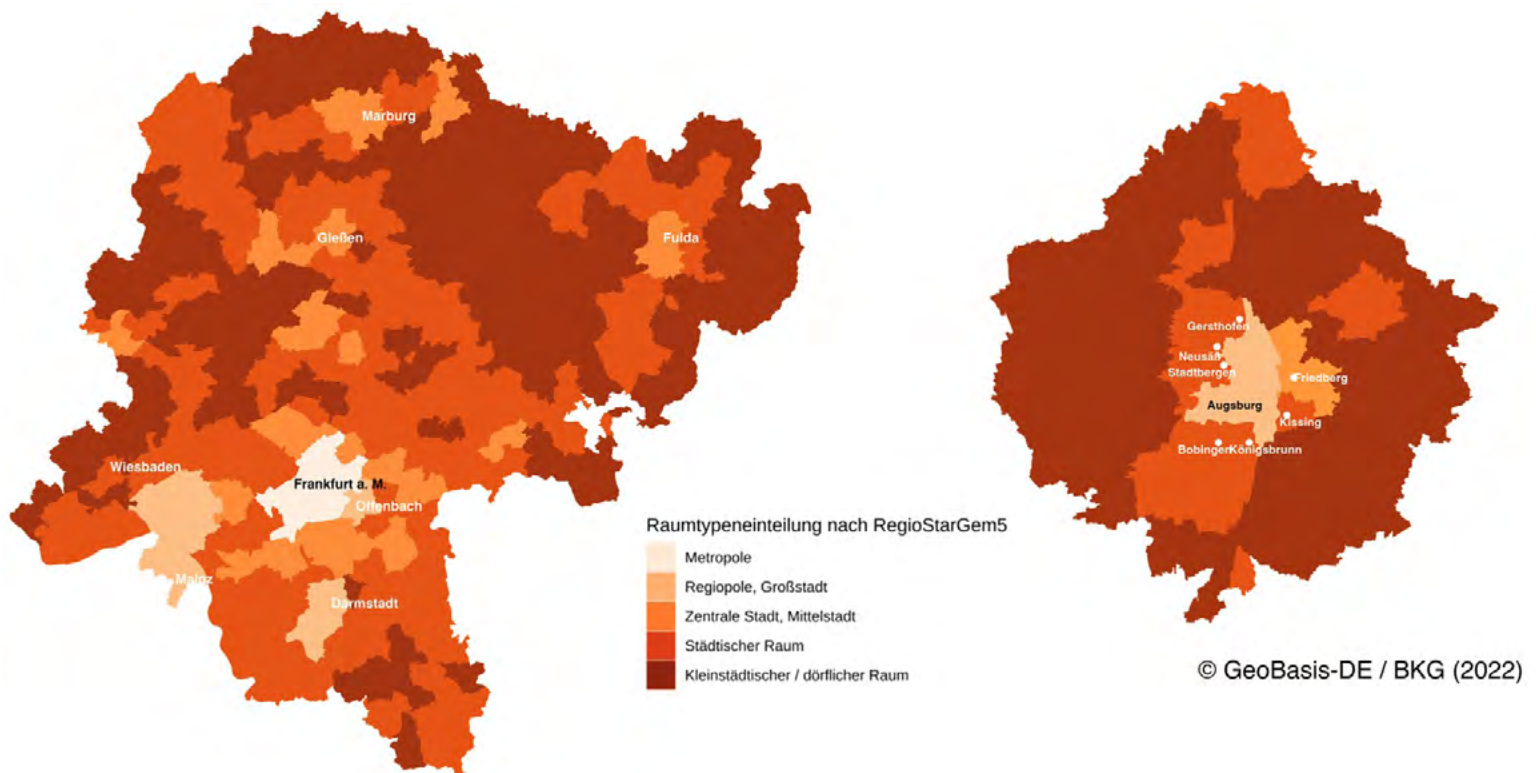 Marburg
Gießen
Fulda
Wiesbaden
Frankfurt a. M.
Offenbach
Mainz
Darmstadt
Raumtypeneinteilung nach RegioStarGem5
Metropole
Regiopole, Großstadt
Zentrale Stadt, Mittelstadt
Städtischer Raum
Kleinstädtischer / dörflicher Raum
Gersthofen
Neusäß
Stadtbergen
Friedberg
Augsburg
Kissing
Bobingen
Königsbrunn
© GeoBasis-DE / BKG (2022)